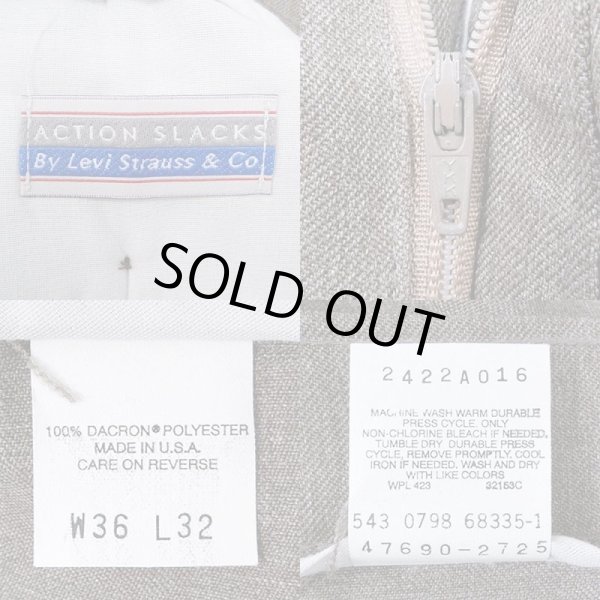 ACTION SLACKS
By Levi Strauss & Co.
YKK
SOLD OUT
100% DACRON® POLYESTER
MADE IN U.S.A.
CARE ON REVERSE
W36 L32
2422A016
MACHINE WASH WARM DURABLE
PRESS CYCLE. ONLY
NON-CHLORINE BLEACH IF NEEDED.
TUMBLE DRY. DURABLE PRESS
CYCLE, REMOVE PROMPTLY. COOL
IRON IF NEEDED. WASH AND DRY
WITH LIKE COLORS
WPL 423 32153C
543 0798 68335-1
47690-2725